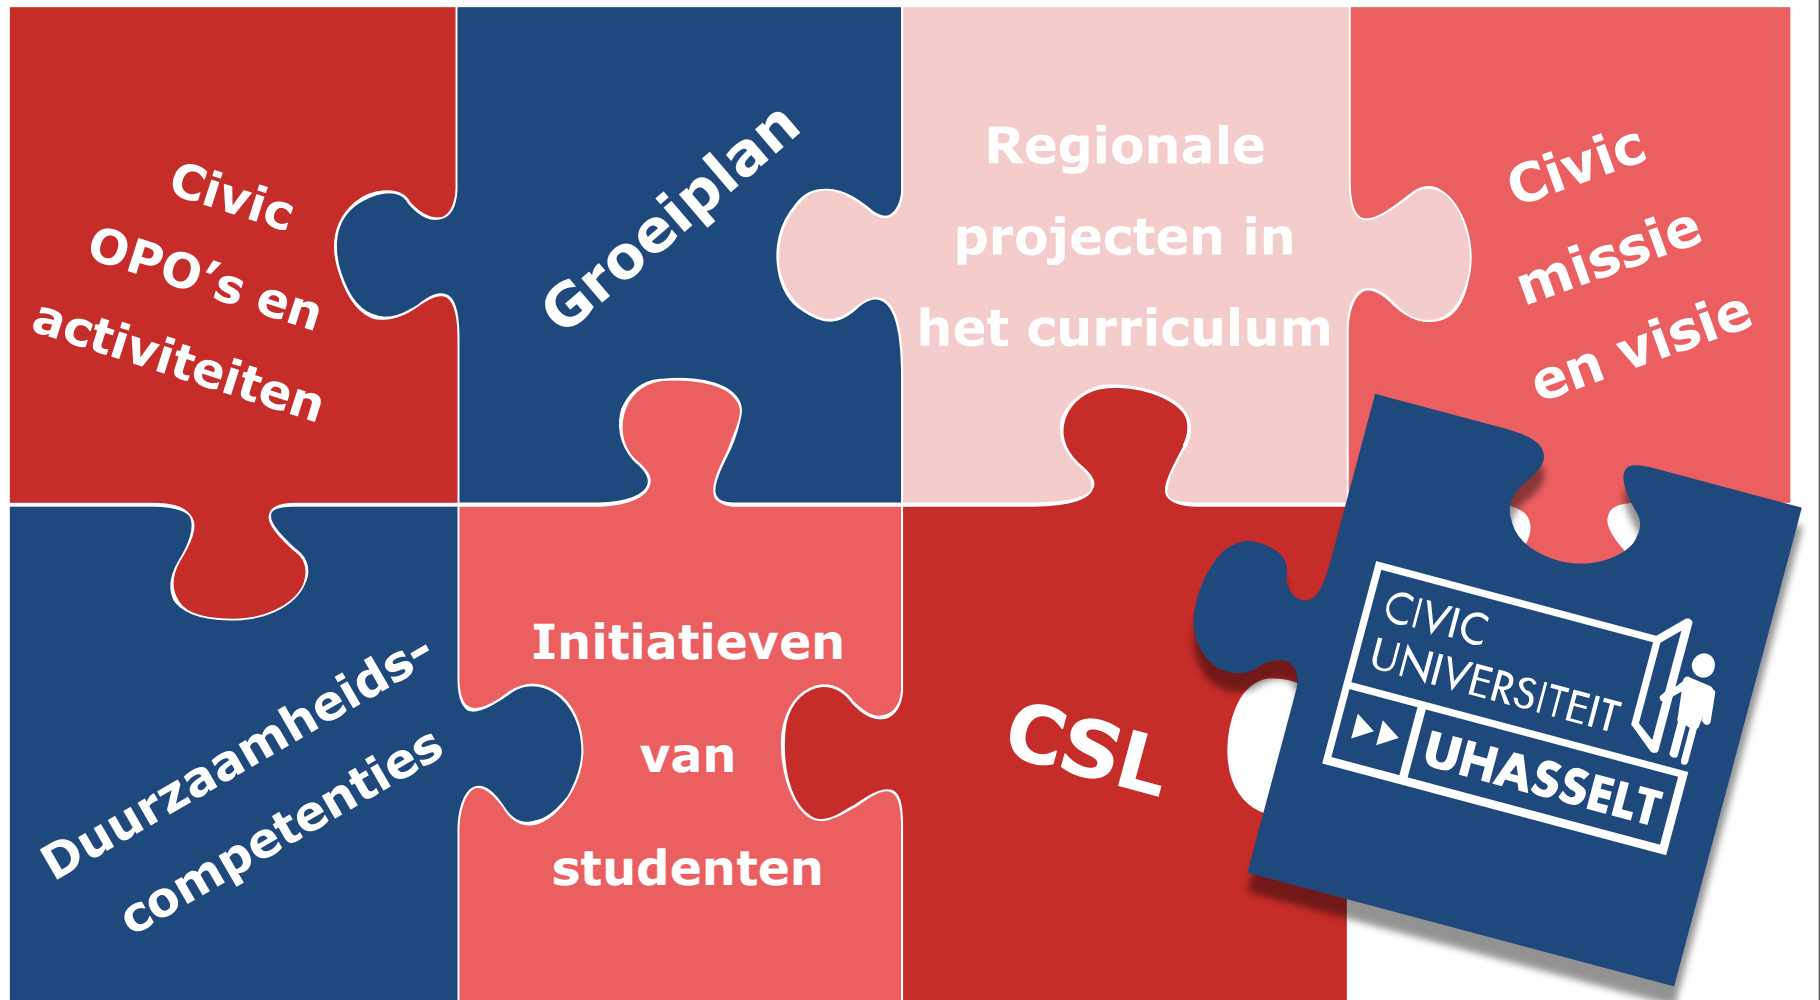 Civic
OPO’s en
activiteiten
Groeiplan
Regionale
projecten in
het curriculum
Civic
missie
en visie
Duurzaamheids-
competenties
Initiatieven
van
studenten
CSL
CIVIC
UNIVERSITEIT
UHASSELT